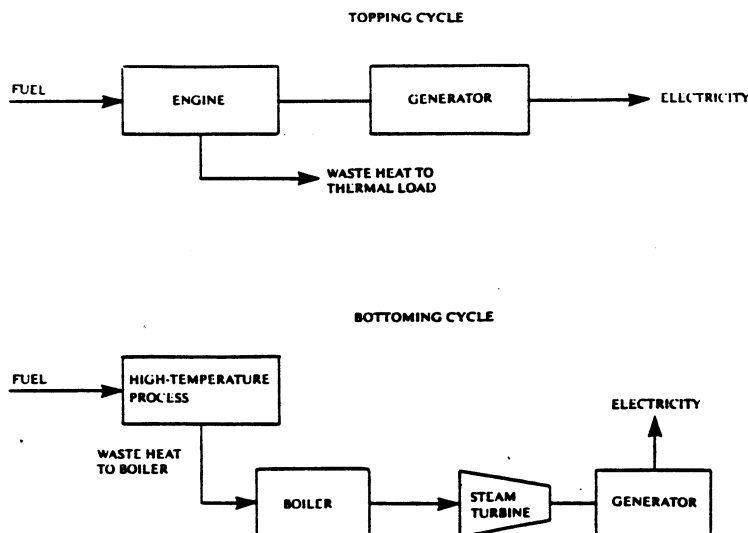 TOPPING CYCLE
FUEL
ENGINE
GENERATOR
ELECTRICITY
WASTE HEAT TO
THERMAL LOAD
BOTTOMING CYCLE
FUEL
HIGH-TEMPERATURE
PROCESS
ELECTRICITY
WASTE HEAT
TO BOILER
BOILER
STEAM
TURBINE
GENERATOR